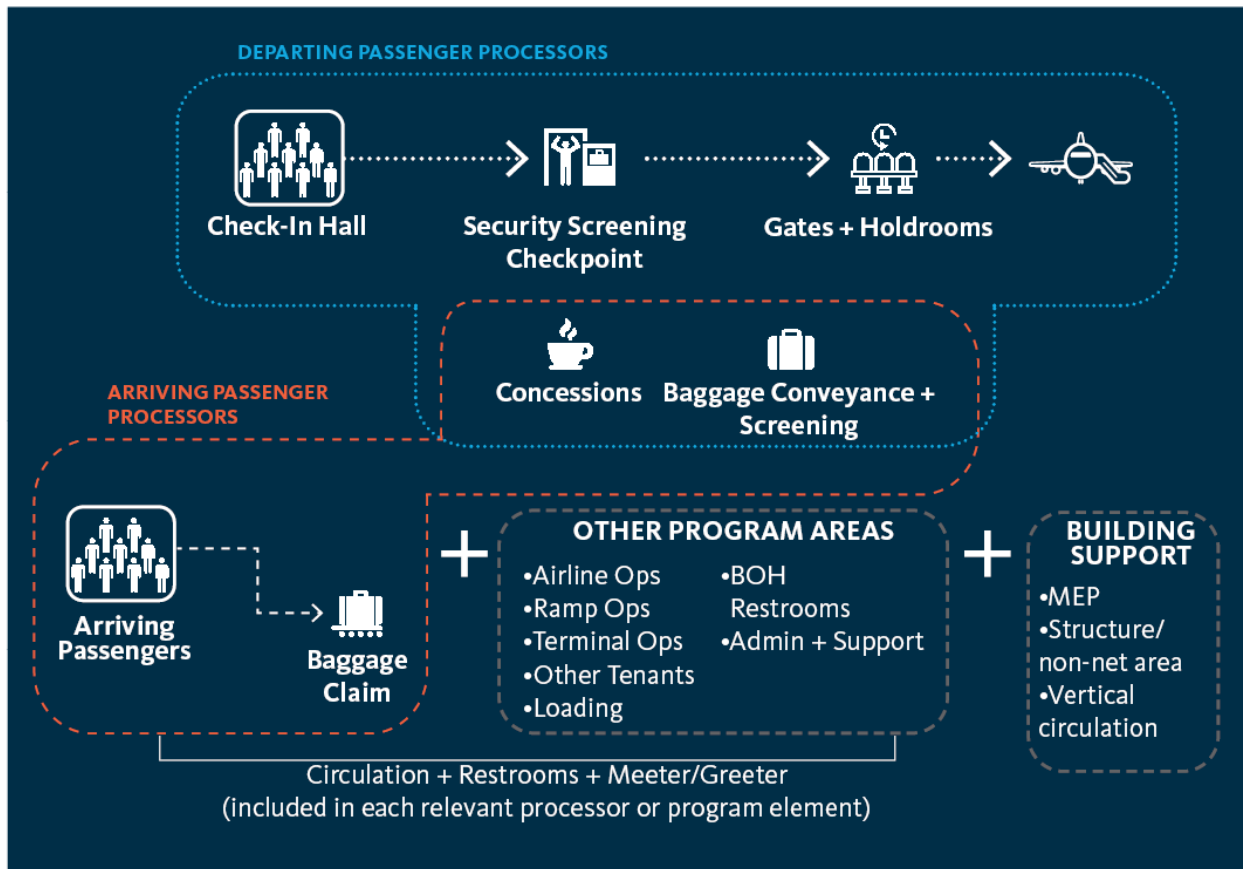 DEPARTING PASSENGER PROCESSORS
Check-In Hall
Security Screening
Checkpoint
Gates + Holdrooms
Concessions
Baggage Conveyance +
Screening
ARRIVING PASSENGER
PROCESSORS
Arriving
Passengers
Baggage
Claim
+
OTHER PROGRAM AREAS
•Airline Ops
•Ramp Ops
•Terminal Ops
•Other Tenants
•Loading
•BOH
Restrooms
•Admin + Support
+
BUILDING
SUPPORT
•MEP
•Structure/
non-net area
•Vertical
circulation
Circulation + Restrooms + Meeter/Greeter
(included in each relevant processor or program element)